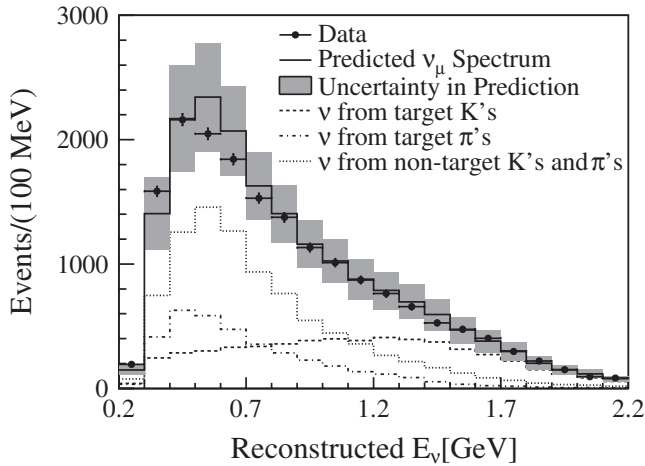 3000
2000
1000
0
Events/(100 MeV)
Data
Predicted ν_μ Spectrum
Uncertainty in Prediction
ν from target K's
ν from target π's
ν from non-target K's and π's
0.2 0.7 1.2 1.7 2.2
Reconstructed E_ν[GeV]